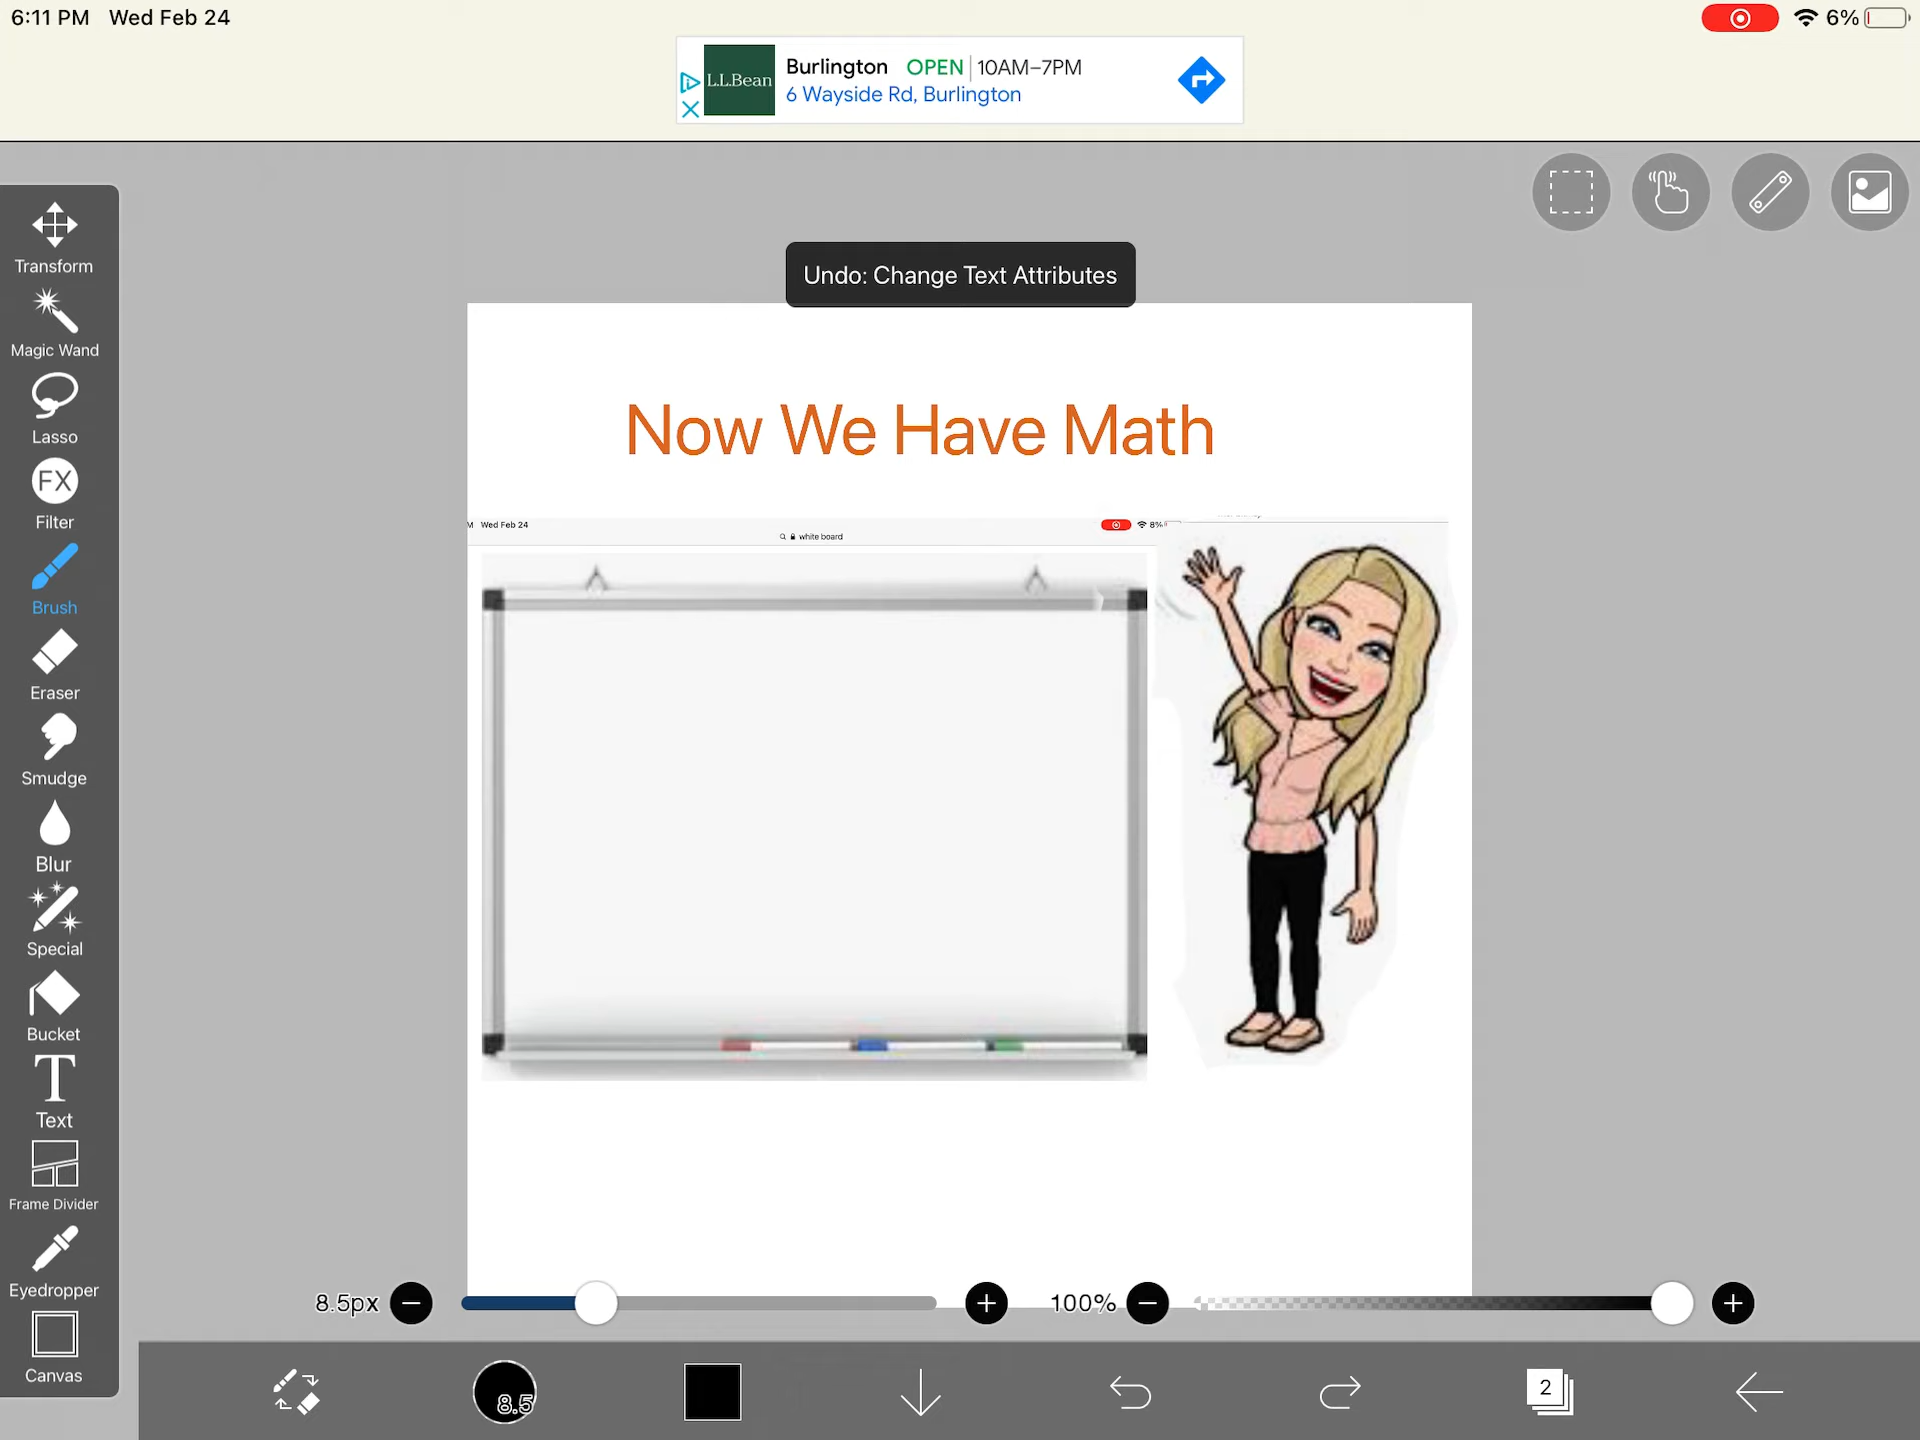 6:11 PM Wed Feb 24
6%
L.L.Bean
Burlington OPEN 10AM–7PM
6 Wayside Rd, Burlington
Undo: Change Text Attributes
Now We Have Math
M Wed Feb 24
8%
white board
Transform
Magic Wand
Lasso
FX
Filter
Brush
Eraser
Smudge
Blur
Special
Bucket
T
Text
Frame Divider
Eyedropper
Canvas
8.5px
100%
8.5
2